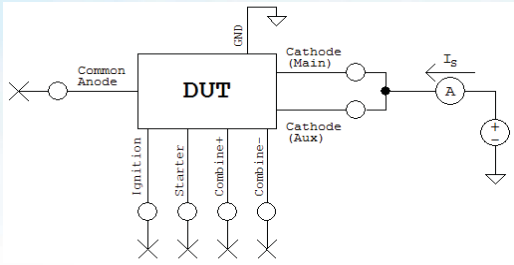 GND
Cathode
(Main)
Common
Anode
DUT
I_S
A
Cathode
(Aux)
+
-
Ignition
Starter
Combine+
Combine-